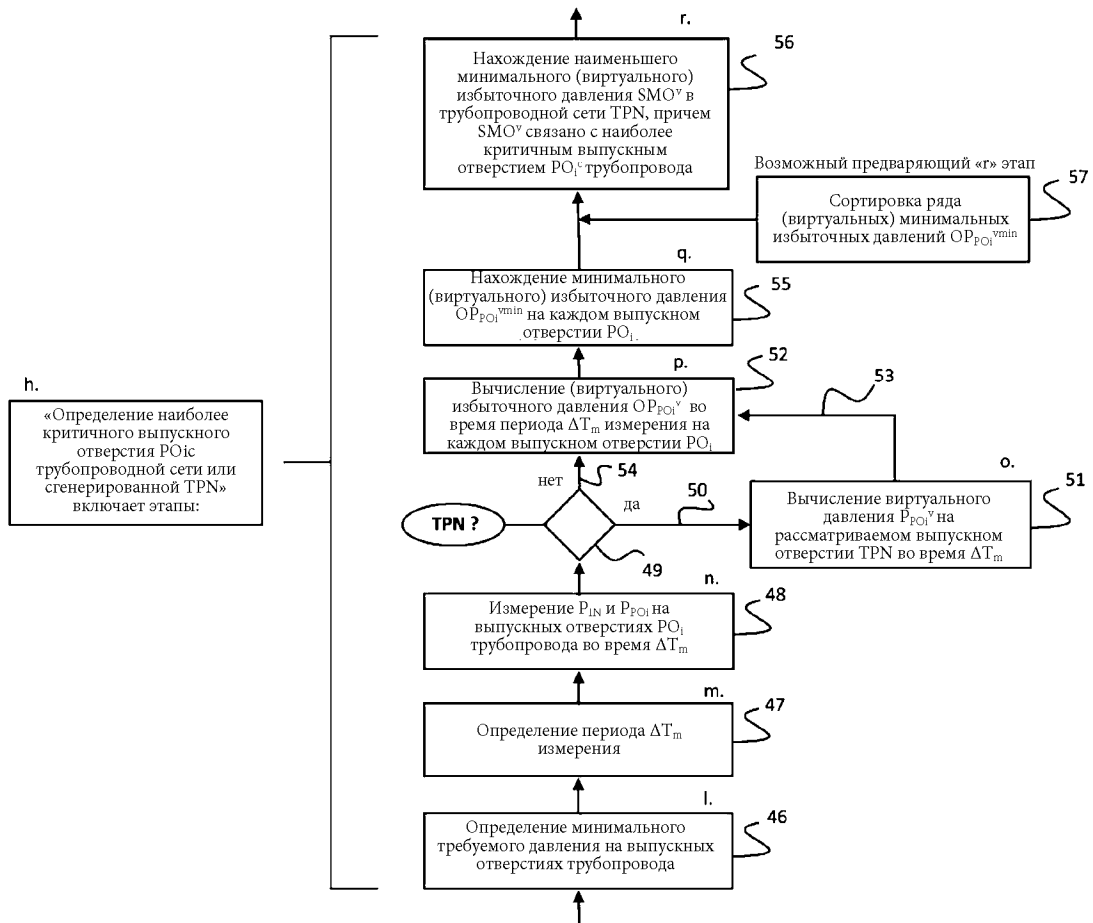 r.
56
Нахождение наименьшего
минимального (виртуального)
избыточного давления SMOᵛ в
трубопроводной сети TPN, причем
SMOᵛ связано с наиболее
критичным выпускным
отверстием POᵢᶜ трубопровода
Возможный предваряющий «r» этап
57
Сортировка ряда
(виртуальных) минимальных
избыточных давлений OP_POi^vmin
q.
55
Нахождение минимального
(виртуального) избыточного давления
OP_POi^vmin на каждом выпускном
отверстии POᵢ
p.
52
53
Вычисление (виртуального)
избыточного давления OP_POi^v во
время периода ΔTₘ измерения на
каждом выпускном отверстии POᵢ
h.
«Определение наиболее
критичного выпускного
отверстия POic
трубопроводной сети или
сгенерированной TPN»
включает этапы:
нет
54
TPN ?
да
50
49
o.
51
Вычисление виртуального
давления P_POi^v на
рассматриваемом выпускном
отверстии TPN во время ΔTₘ
n.
48
Измерение P_IN и P_POi на
выпускных отверстиях POᵢ
трубопровода во время ΔTₘ
m.
47
Определение периода ΔTₘ
измерения
l.
46
Определение минимального
требуемого давления на выпускных
отверстиях трубопровода